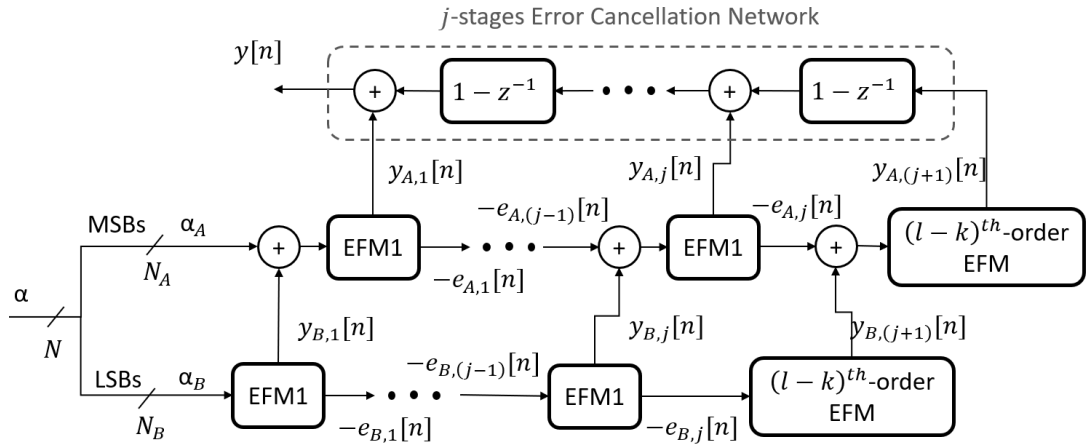 j-stages Error Cancellation Network
y[n]
+
1 − z⁻¹
• • •
+
1 − z⁻¹
y_{A,1}[n]
y_{A,j}[n]
y_{A,(j+1)}[n]
MSBs
α_A
N_A
+
EFM1
−e_{A,(j−1)}[n]
• • •
−e_{A,1}[n]
+
EFM1
−e_{A,j}[n]
+
(l − k)^{th}-order
EFM
α
N
y_{B,1}[n]
y_{B,j}[n]
y_{B,(j+1)}[n]
LSBs
α_B
N_B
EFM1
−e_{B,(j−1)}[n]
• • •
−e_{B,1}[n]
EFM1
−e_{B,j}[n]
(l − k)^{th}-order
EFM